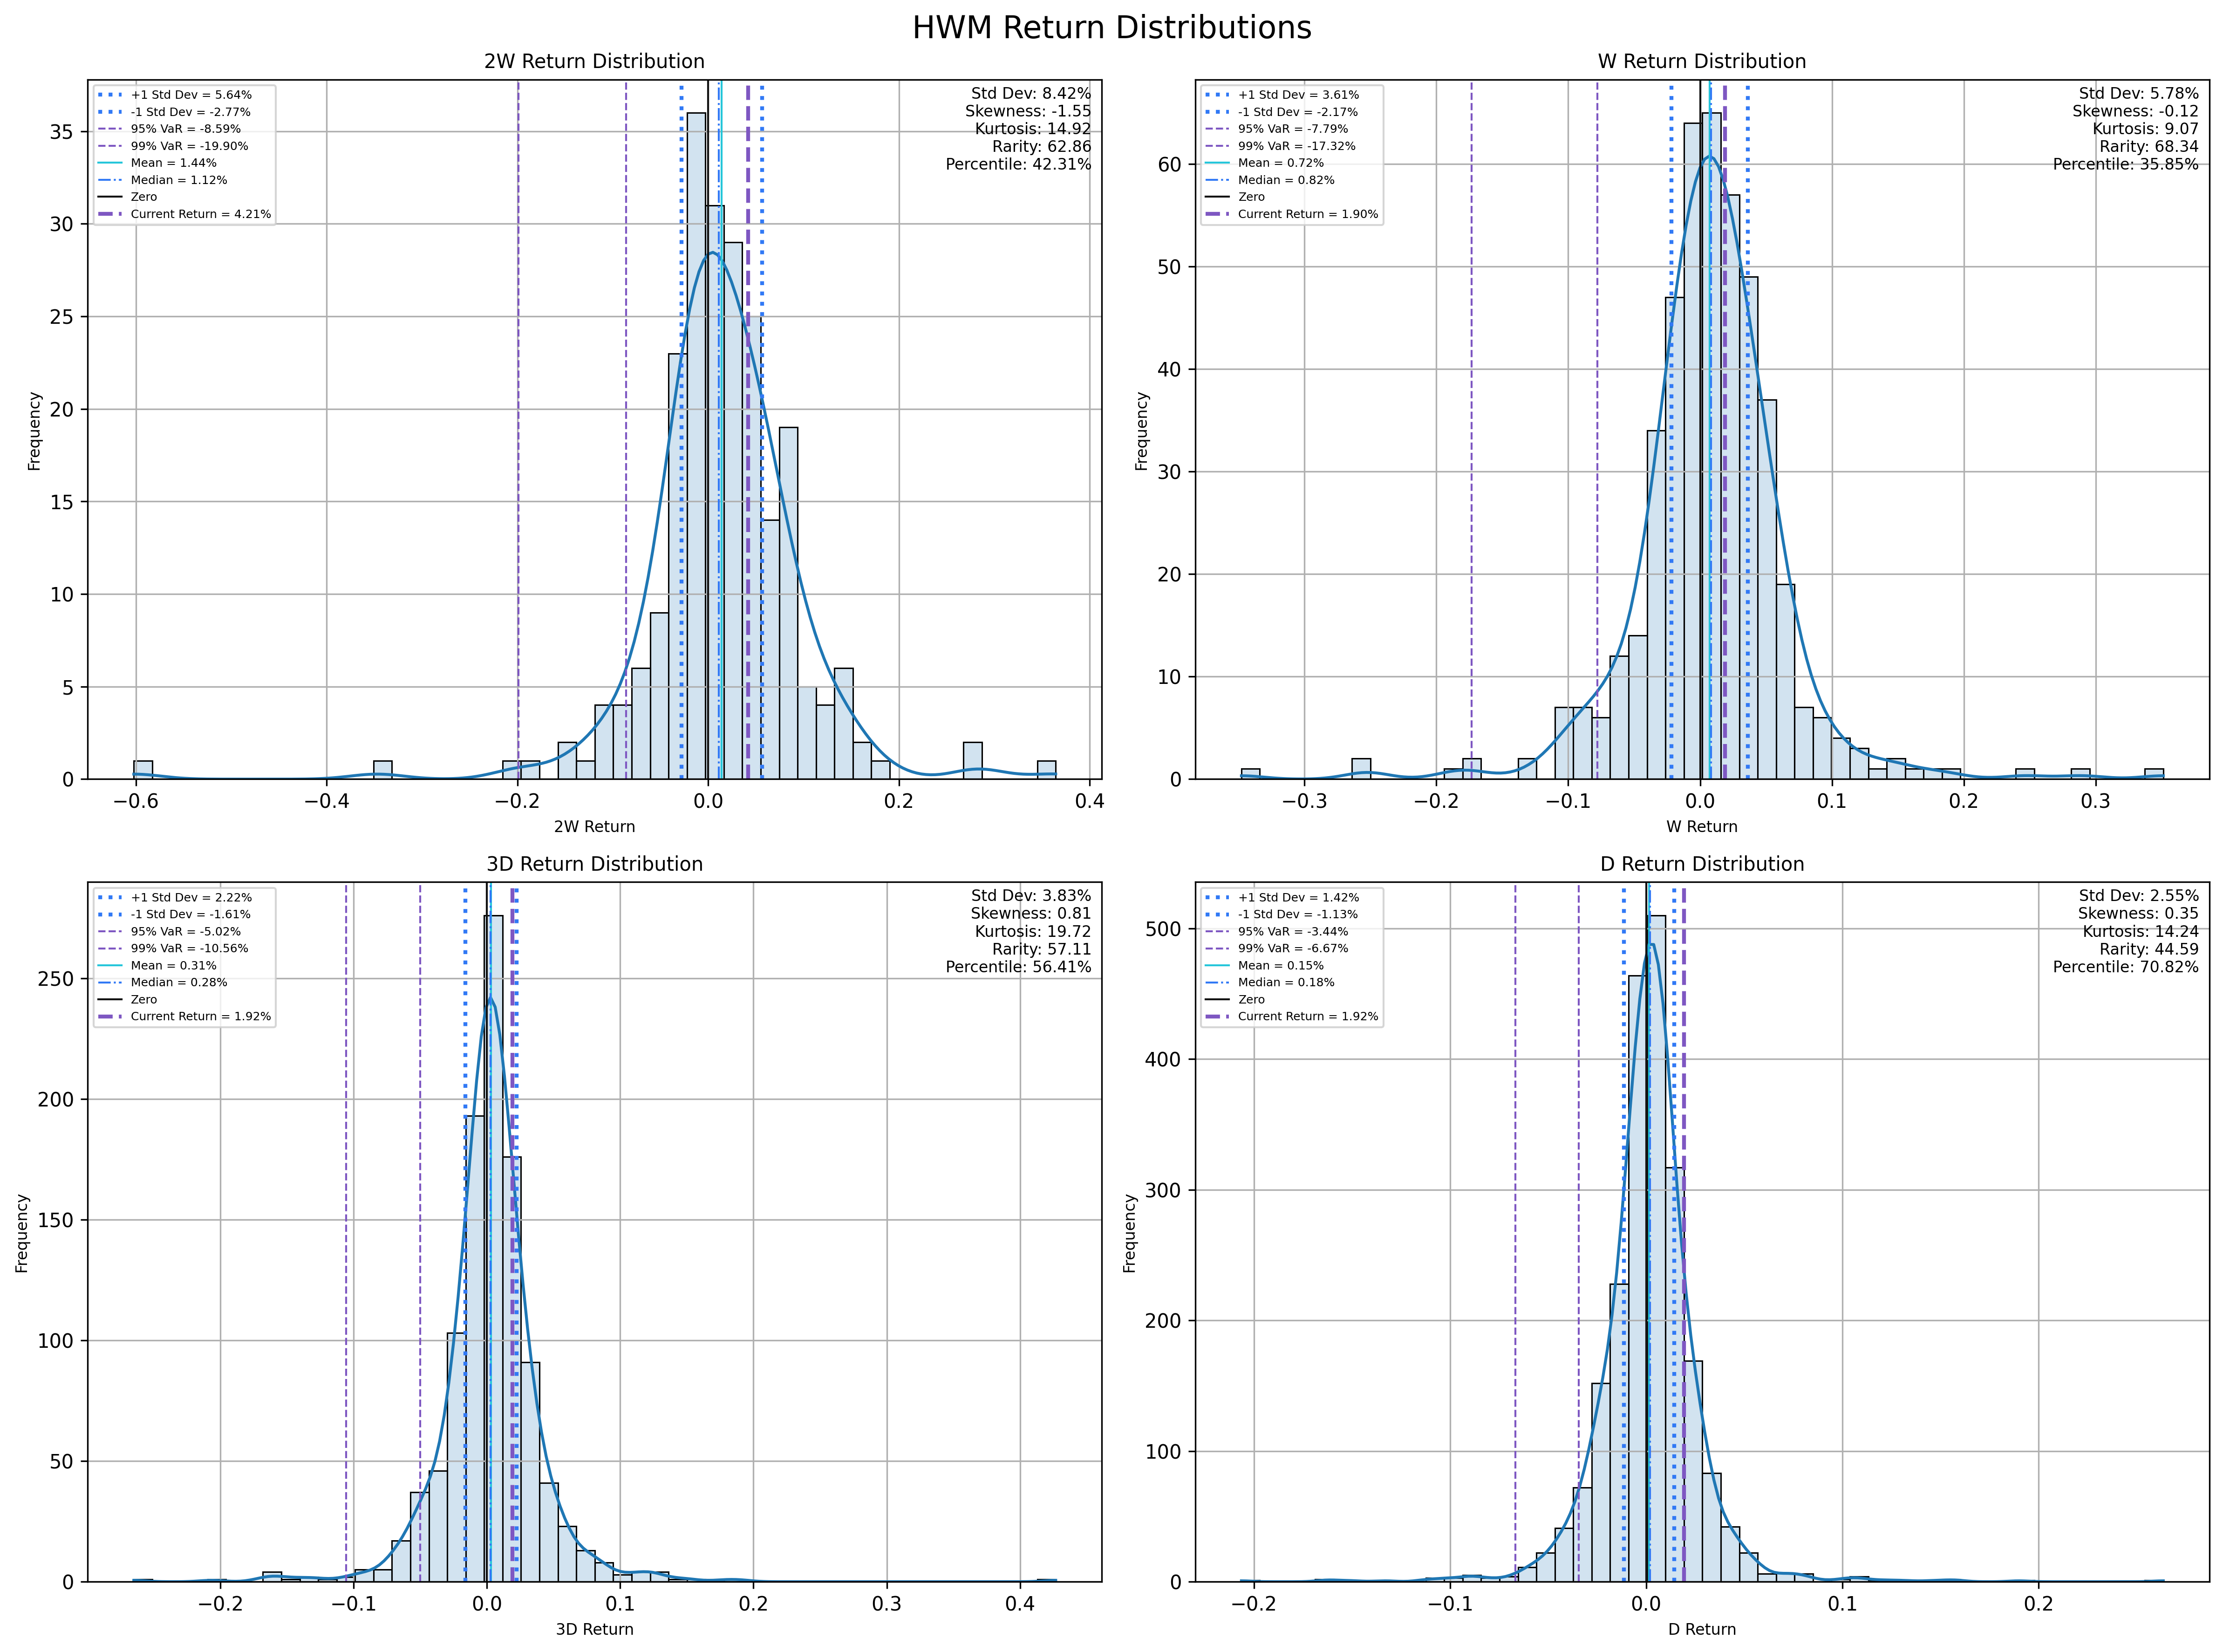 HWM Return Distributions
2W Return Distribution
+1 Std Dev = 5.64%
-1 Std Dev = -2.77%
95% VaR = -8.59%
99% VaR = -19.90%
Mean = 1.44%
Median = 1.12%
Zero
Current Return = 4.21%
Std Dev: 8.42%
Skewness: -1.55
Kurtosis: 14.92
Rarity: 62.86
Percentile: 42.31%
Frequency
35
30
25
20
15
10
5
0
−0.6 −0.4 −0.2 0.0 0.2 0.4
2W Return
W Return Distribution
+1 Std Dev = 3.61%
-1 Std Dev = -2.17%
95% VaR = -7.79%
99% VaR = -17.32%
Mean = 0.72%
Median = 0.82%
Zero
Current Return = 1.90%
Std Dev: 5.78%
Skewness: -0.12
Kurtosis: 9.07
Rarity: 68.34
Percentile: 35.85%
Frequency
60
50
40
30
20
10
0
−0.3 −0.2 −0.1 0.0 0.1 0.2 0.3
W Return
3D Return Distribution
+1 Std Dev = 2.22%
-1 Std Dev = -1.61%
95% VaR = -5.02%
99% VaR = -10.56%
Mean = 0.31%
Median = 0.28%
Zero
Current Return = 1.92%
Std Dev: 3.83%
Skewness: 0.81
Kurtosis: 19.72
Rarity: 57.11
Percentile: 56.41%
Frequency
250
200
150
100
50
0
−0.2 −0.1 0.0 0.1 0.2 0.3 0.4
3D Return
D Return Distribution
+1 Std Dev = 1.42%
-1 Std Dev = -1.13%
95% VaR = -3.44%
99% VaR = -6.67%
Mean = 0.15%
Median = 0.18%
Zero
Current Return = 1.92%
Std Dev: 2.55%
Skewness: 0.35
Kurtosis: 14.24
Rarity: 44.59
Percentile: 70.82%
Frequency
500
400
300
200
100
0
−0.2 −0.1 0.0 0.1 0.2
D Return